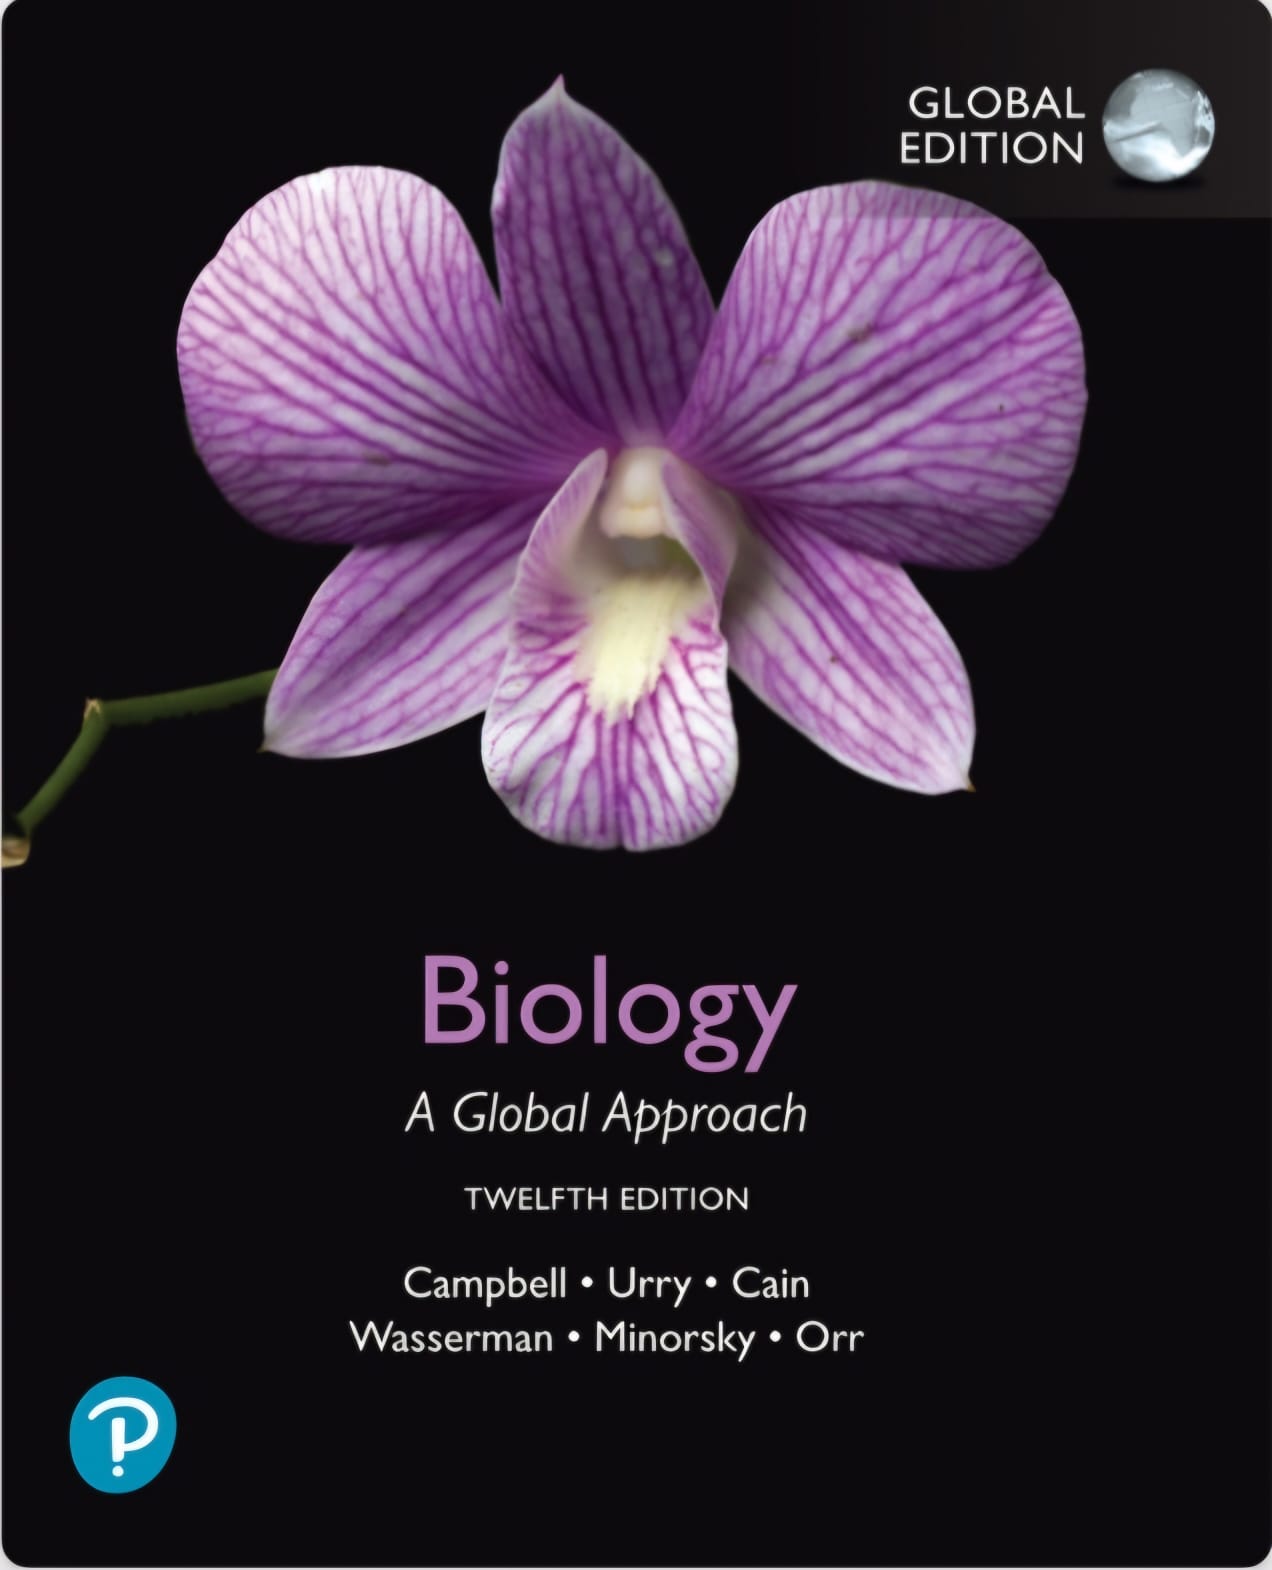 GLOBAL
EDITION
Biology
A Global Approach
TWELFTH EDITION
Campbell • Urry • Cain
Wasserman • Minorsky • Orr
P